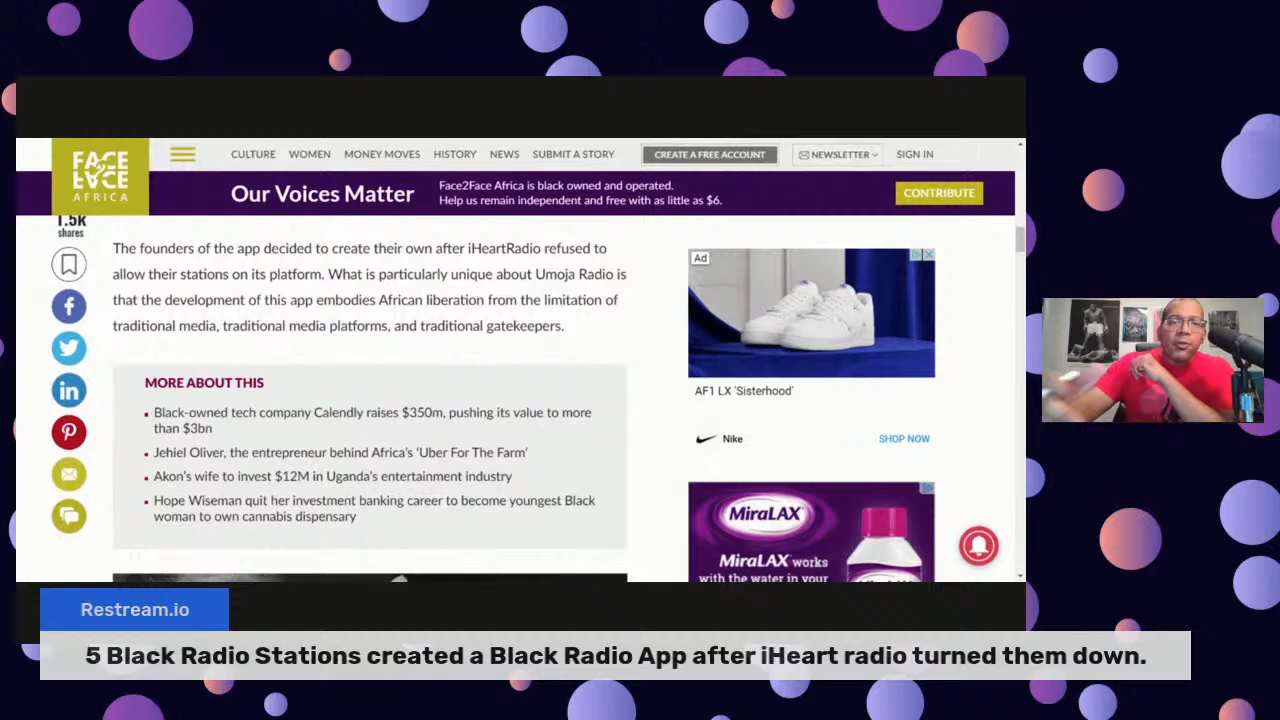 FACE
FACE
AFRICA
CULTURE WOMEN MONEY MOVES HISTORY NEWS SUBMIT A STORY CREATE A FREE ACCOUNT NEWSLETTER SIGN IN
Our Voices Matter
Face2Face Africa is black owned and operated.
Help us remain independent and free with as little as $6.
CONTRIBUTE
1.5k
shares
The founders of the app decided to create their own after iHeartRadio refused to
allow their stations on its platform. What is particularly unique about Umoja Radio is
that the development of this app embodies African liberation from the limitation of
traditional media, traditional media platforms, and traditional gatekeepers.
MORE ABOUT THIS
Black-owned tech company Calendly raises $350m, pushing its value to more
than $3bn
Jehiel Oliver, the entrepreneur behind Africa's 'Uber For The Farm'
Akon's wife to invest $12M in Uganda's entertainment industry
Hope Wiseman quit her investment banking career to become youngest Black
woman to own cannabis dispensary
Ad
AF1 LX 'Sisterhood'
Nike SHOP NOW
MiraLAX
MiraLAX works
with the water in your
Restream.io
5 Black Radio Stations created a Black Radio App after iHeart radio turned them down.